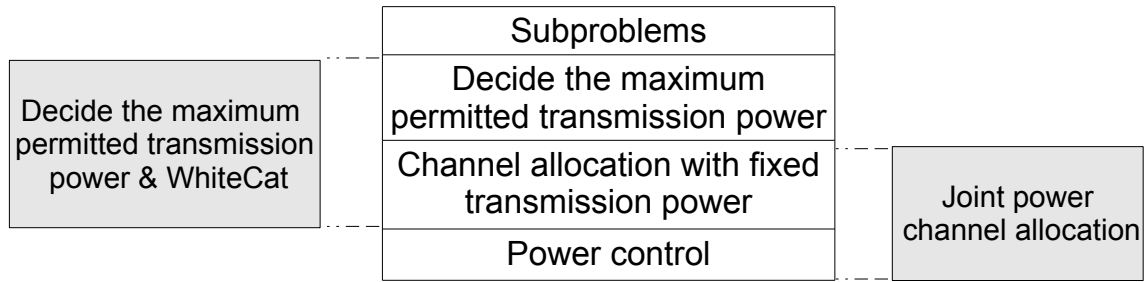 Subproblems
Decide the maximum
permitted transmission power
Channel allocation with fixed
transmission power
Power control
Decide the maximum
permitted transmission
power & WhiteCat
Joint power
channel allocation